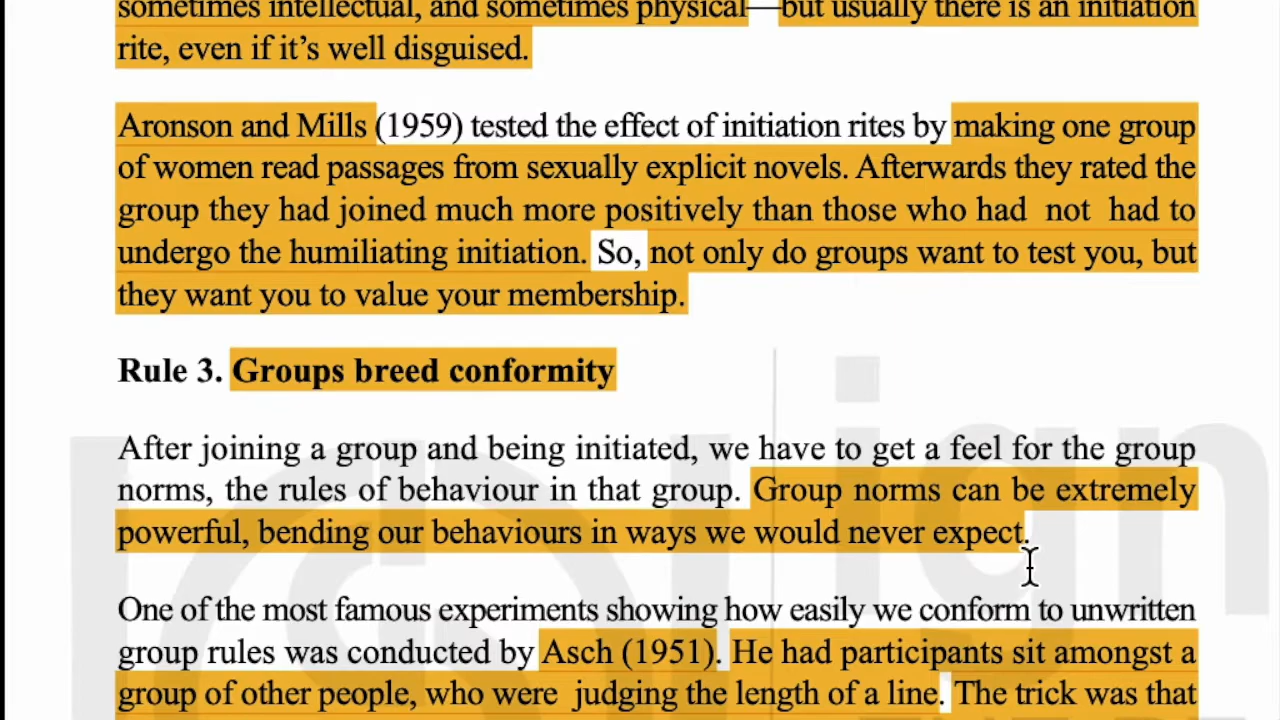 sometimes intellectual, and sometimes physical—but usually there is an initiation
rite, even if it’s well disguised.
Aronson and Mills (1959) tested the effect of initiation rites by making one group
of women read passages from sexually explicit novels. Afterwards they rated the
group they had joined much more positively than those who had not had to
undergo the humiliating initiation. So, not only do groups want to test you, but
they want you to value your membership.
Rule 3. Groups breed conformity
After joining a group and being initiated, we have to get a feel for the group
norms, the rules of behaviour in that group. Group norms can be extremely
powerful, bending our behaviours in ways we would never expect.
One of the most famous experiments showing how easily we conform to unwritten
group rules was conducted by Asch (1951). He had participants sit amongst a
group of other people, who were judging the length of a line. The trick was that